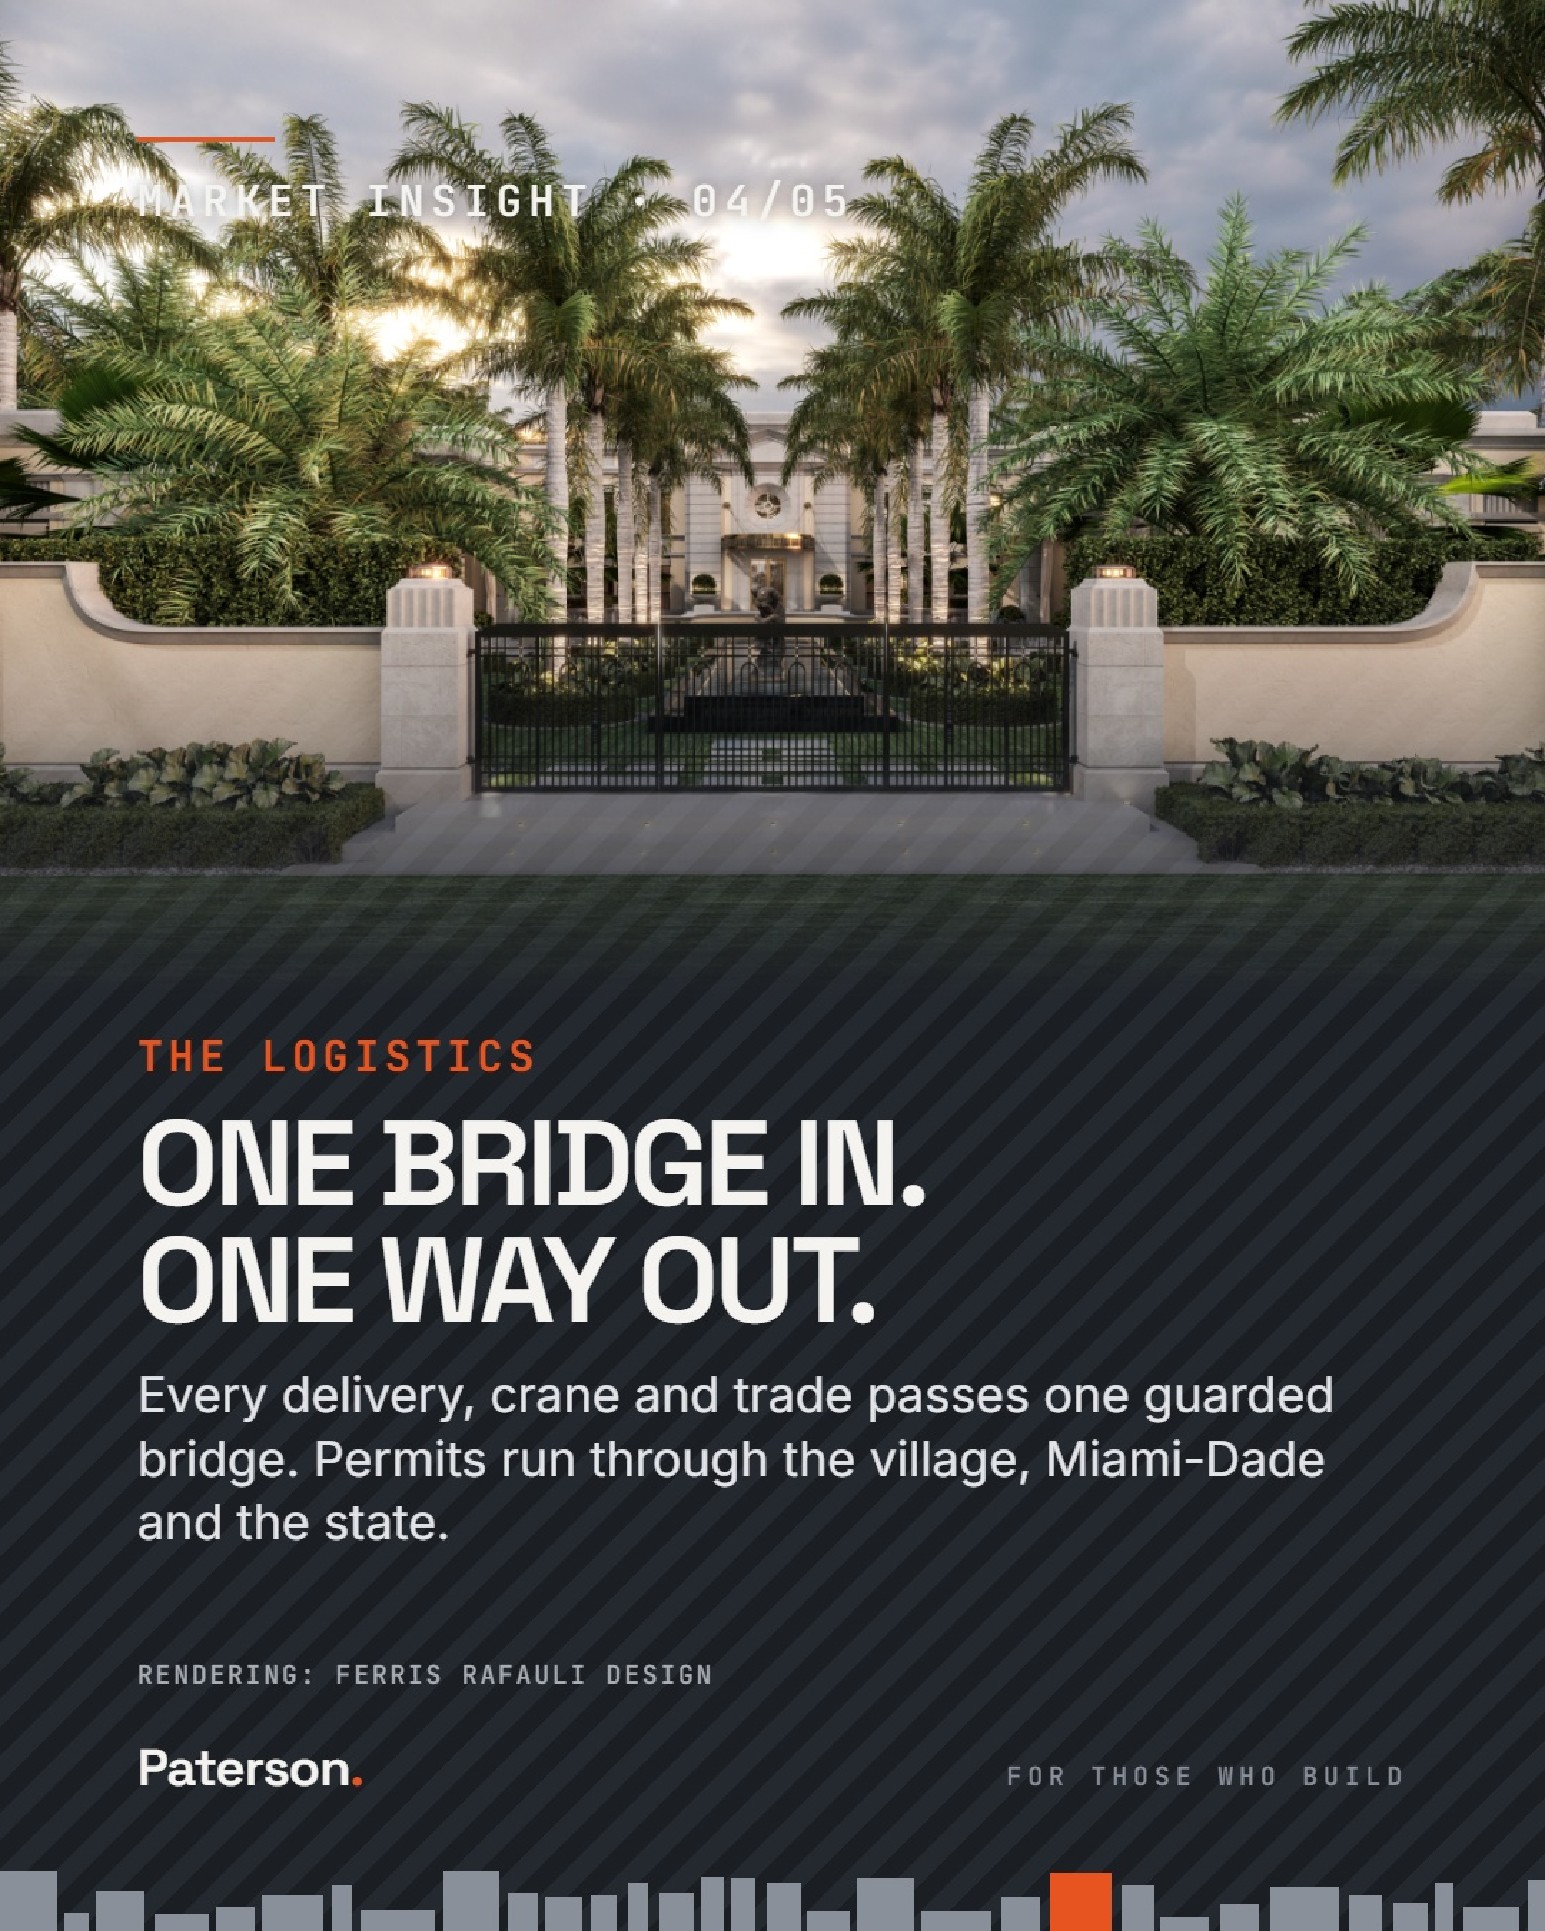 MARKET INSIGHT · 04/05
THE LOGISTICS
ONE BRIDGE IN.
ONE WAY OUT.
Every delivery, crane and trade passes one guarded
bridge. Permits run through the village, Miami-Dade
and the state.
RENDERING: FERRIS RAFAULI DESIGN
Paterson.
FOR THOSE WHO BUILD